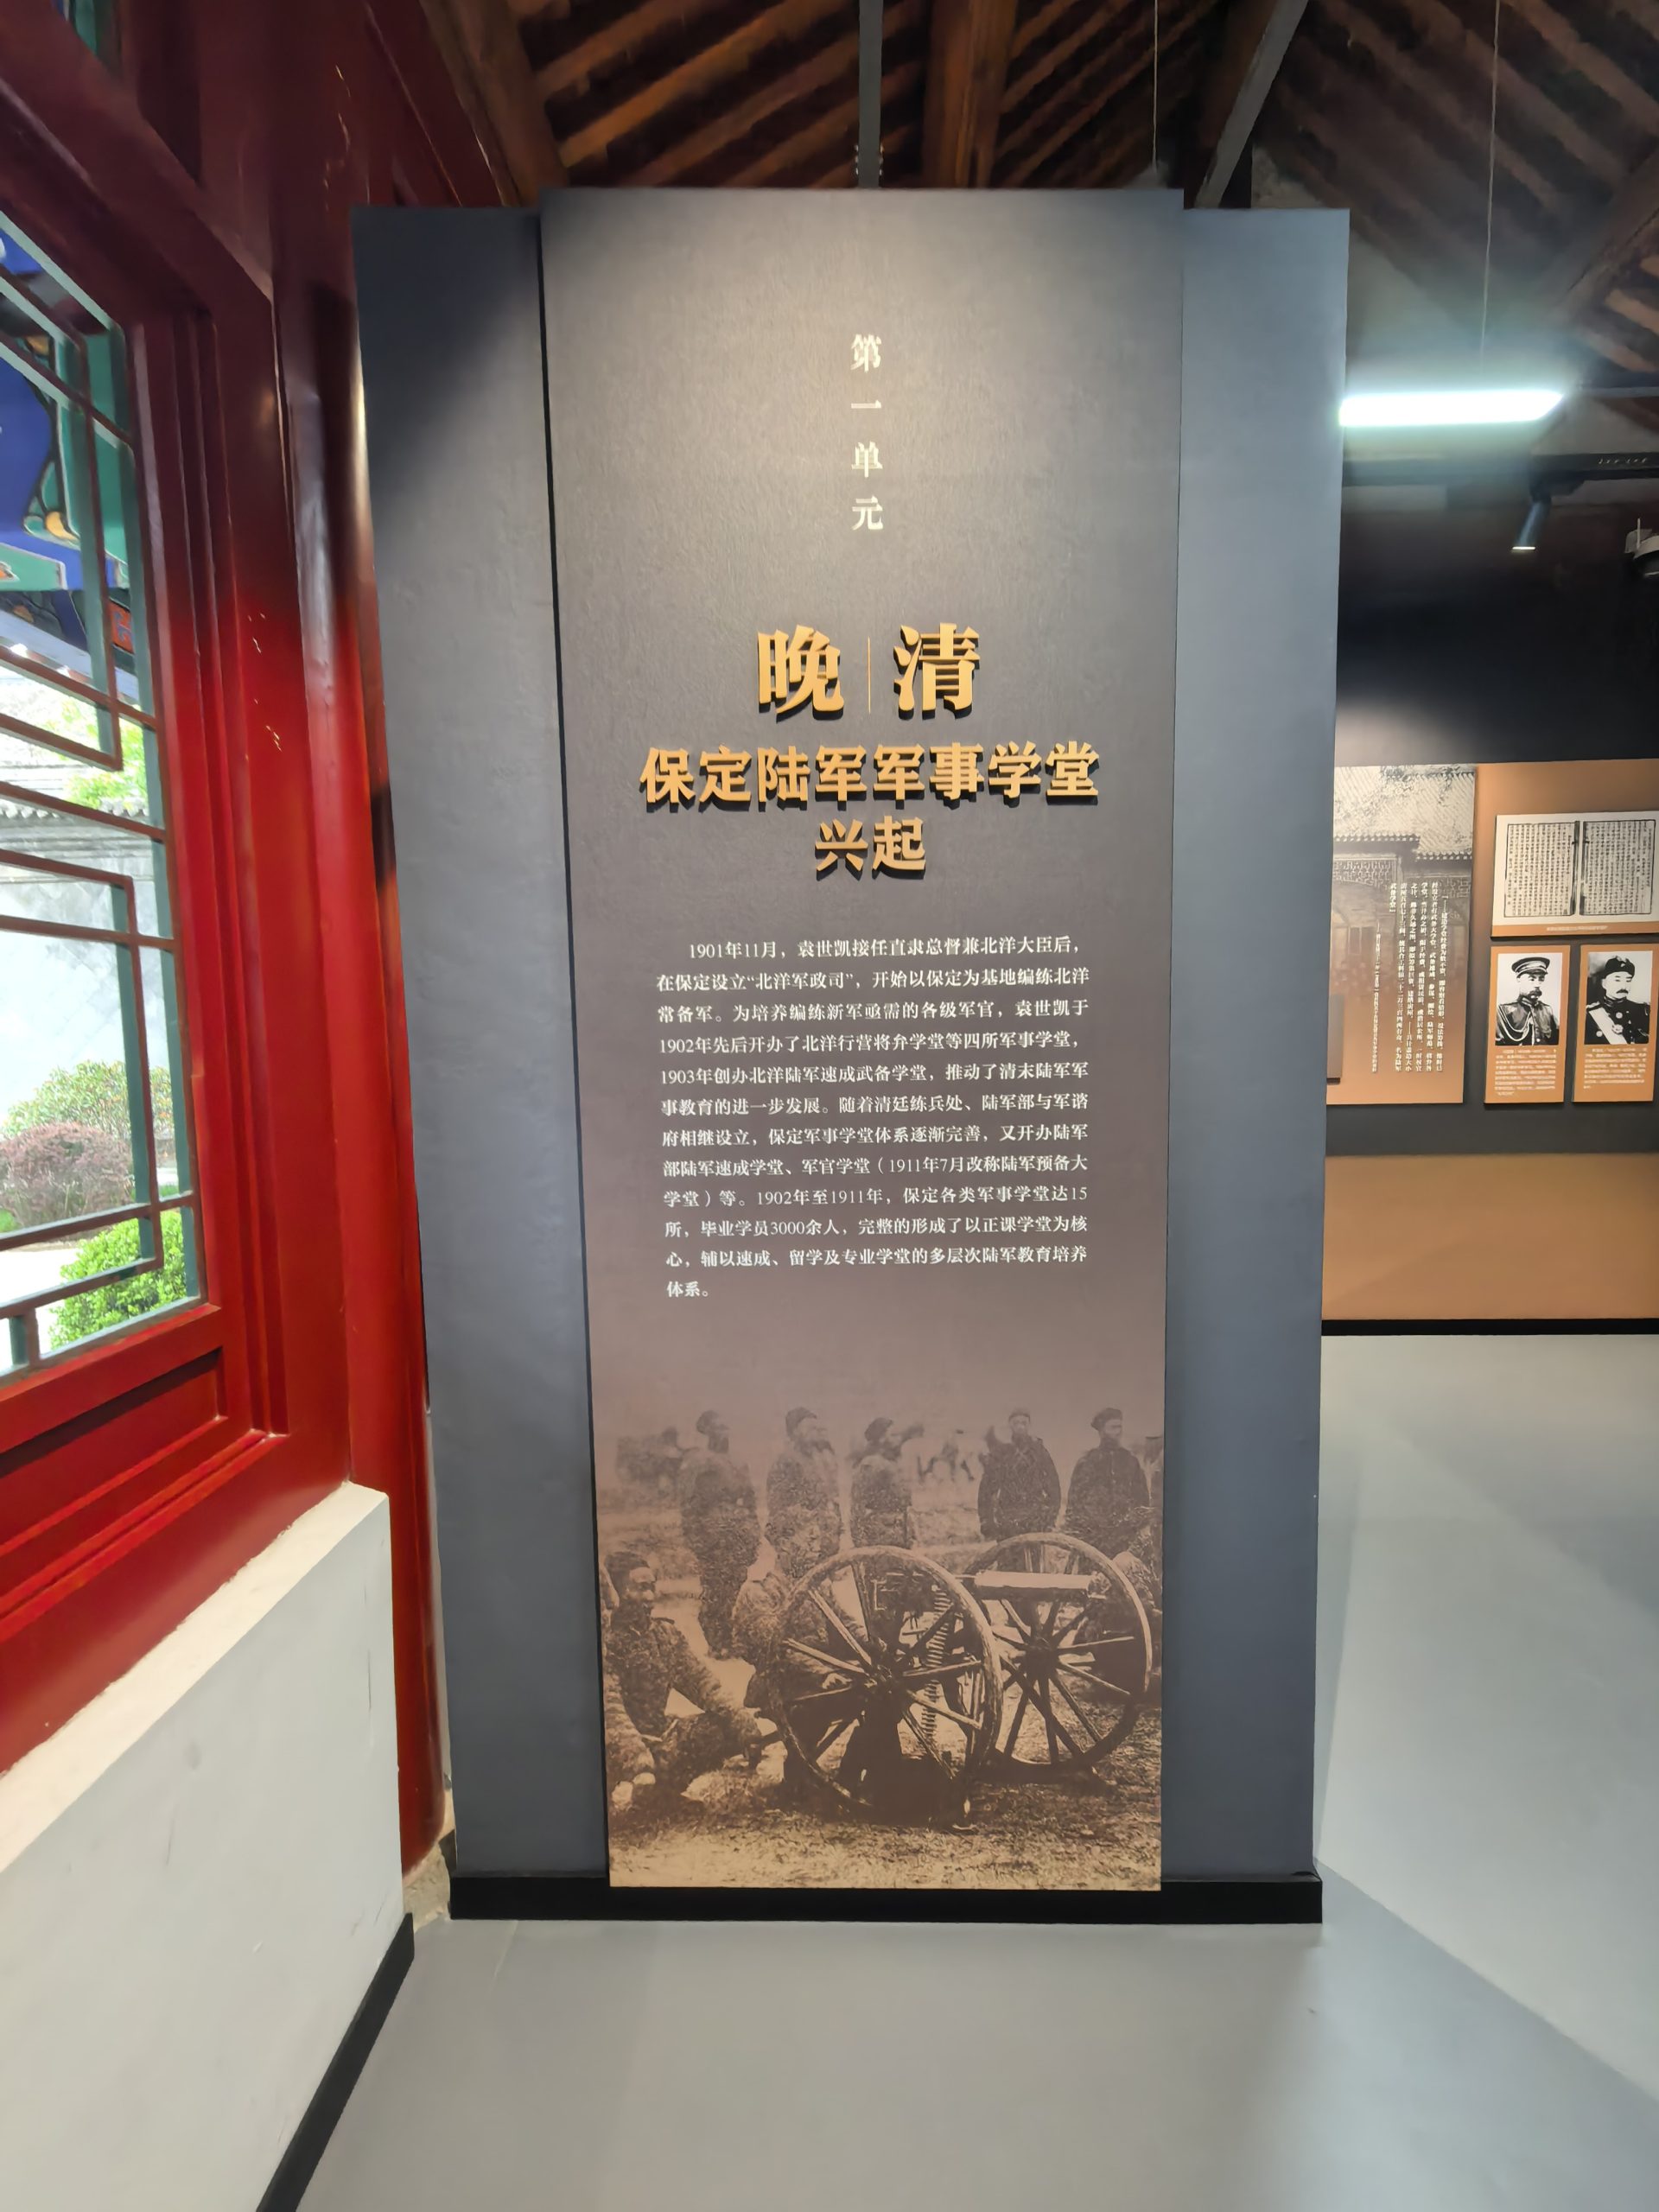 第一单元
晚 清
保定陆军军事学堂
兴起
1901年11月，袁世凯接任直隶总督兼北洋大臣后，
在保定设立“北洋军政司”，开始以保定为基地编练北洋
常备军。为培养编练新军亟需的各级军官，袁世凯于
1902年先后开办了北洋行营将弁学堂等四所军事学堂，
1903年创办北洋陆军速成武备学堂，推动了清末陆军军
事教育的进一步发展。随着清廷练兵处、陆军部与军谘
府相继设立，保定军事学堂体系逐渐完善，又开办陆军
部陆军速成学堂、军官学堂（1911年7月改称陆军预备大
学堂）等。1902年至1911年，保定各类军事学堂达15
所，毕业学员3000余人，完整的形成了以正课学堂为核
心，辅以速成、留学及专业学堂的多层次陆军教育培养
体系。